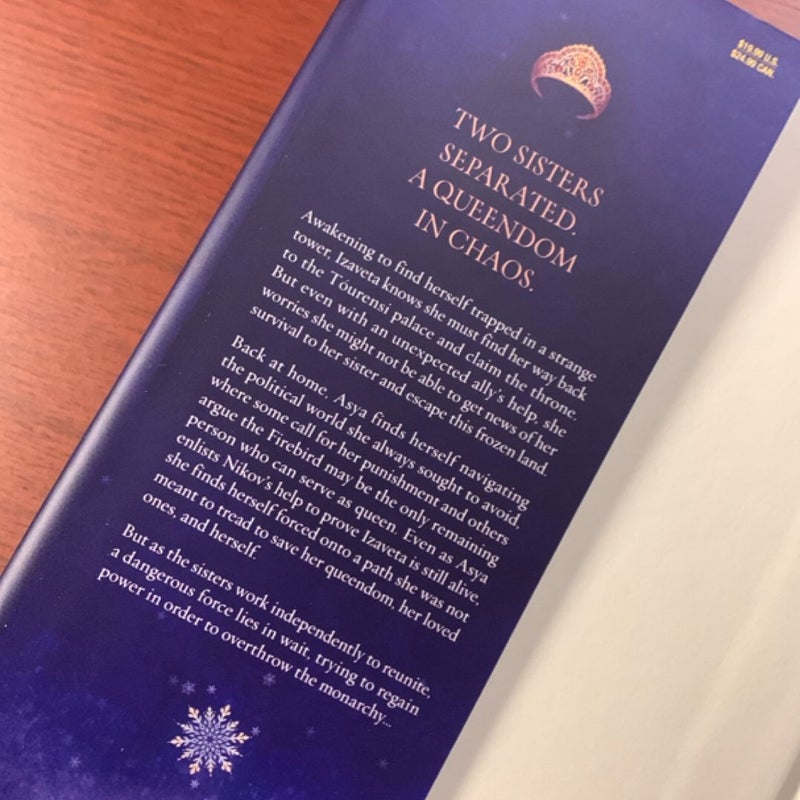 $19.99 U.S.
$24.99 CAN.
TWO SISTERS
SEPARATED.
A QUEENDOM
IN CHAOS.
Awakening to find herself trapped in a strange
tower, Izaveta knows she must find her way back
to the Tóurensi palace and claim the throne.
But even with an unexpected ally's help, she
worries she might not be able to get news of her
survival to her sister and escape this frozen land.
Back at home, Asya finds herself navigating
the political world she always sought to avoid,
where some call for her punishment and others
argue the Firebird may be the only remaining
person who can serve as queen. Even as Asya
enlists Nikov's help to prove Izaveta is still alive,
she finds herself forced onto a path she was not
meant to tread to save her queendom, her loved
ones, and herself.
But as the sisters work independently to reunite,
a dangerous force lies in wait, trying to regain
power in order to overthrow the monarchy...